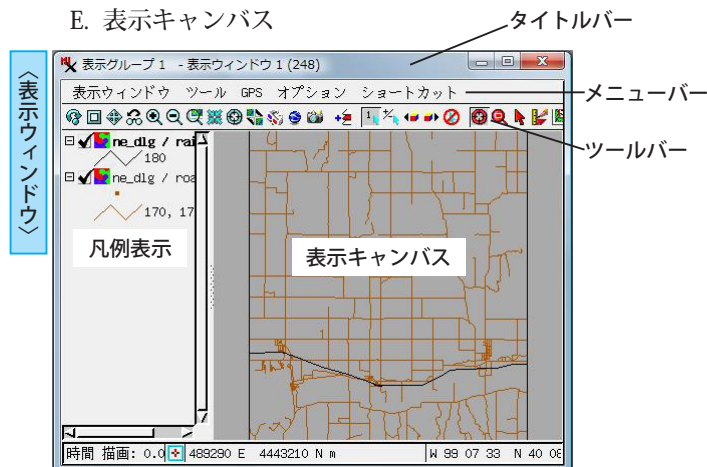 E. 表示キャンバス
タイトルバー
〈表示ウィンドウ〉
表示グループ 1 - 表示ウィンドウ 1 (248)
表示ウィンドウ ツール GPS オプション ショートカット
メニューバー
ツールバー
ne_dlg / rai
180
ne_dlg / roa
170, 17
凡例表示
表示キャンバス
時間 描画: 0.0 489290 E 4443210 N m W 99 07 33 N 40 08